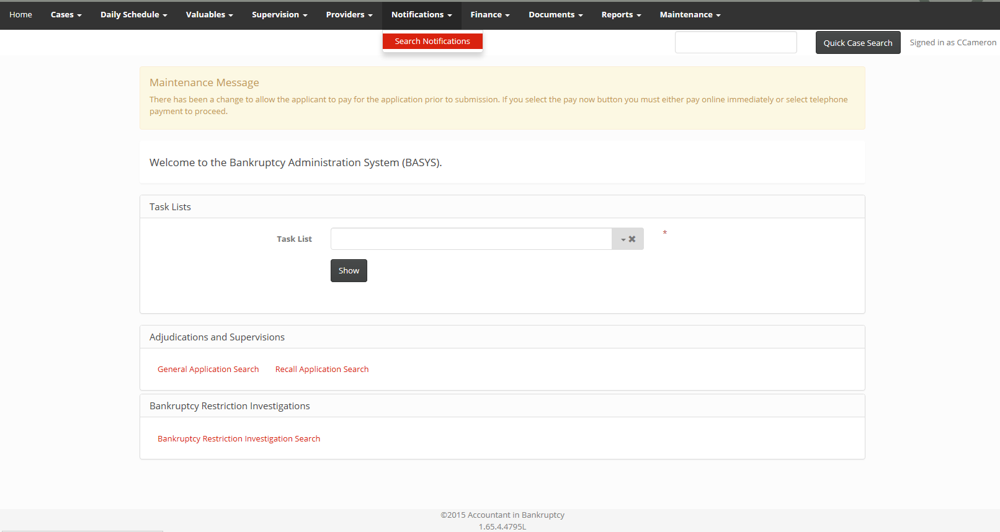 Home Cases Daily Schedule Valuables Supervision Providers Notifications Finance Documents Reports Maintenance
Search Notifications
Quick Case Search Signed in as CCameron
Maintenance Message
There has been a change to allow the applicant to pay for the application prior to submission. If you select the pay now button you must either pay online immediately or select telephone
payment to proceed.
Welcome to the Bankruptcy Administration System (BASYS).
Task Lists
Task List *
Show
Adjudications and Supervisions
General Application Search Recall Application Search
Bankruptcy Restriction Investigations
Bankruptcy Restriction Investigation Search
©2015 Accountant in Bankruptcy
1.65.4.4795L